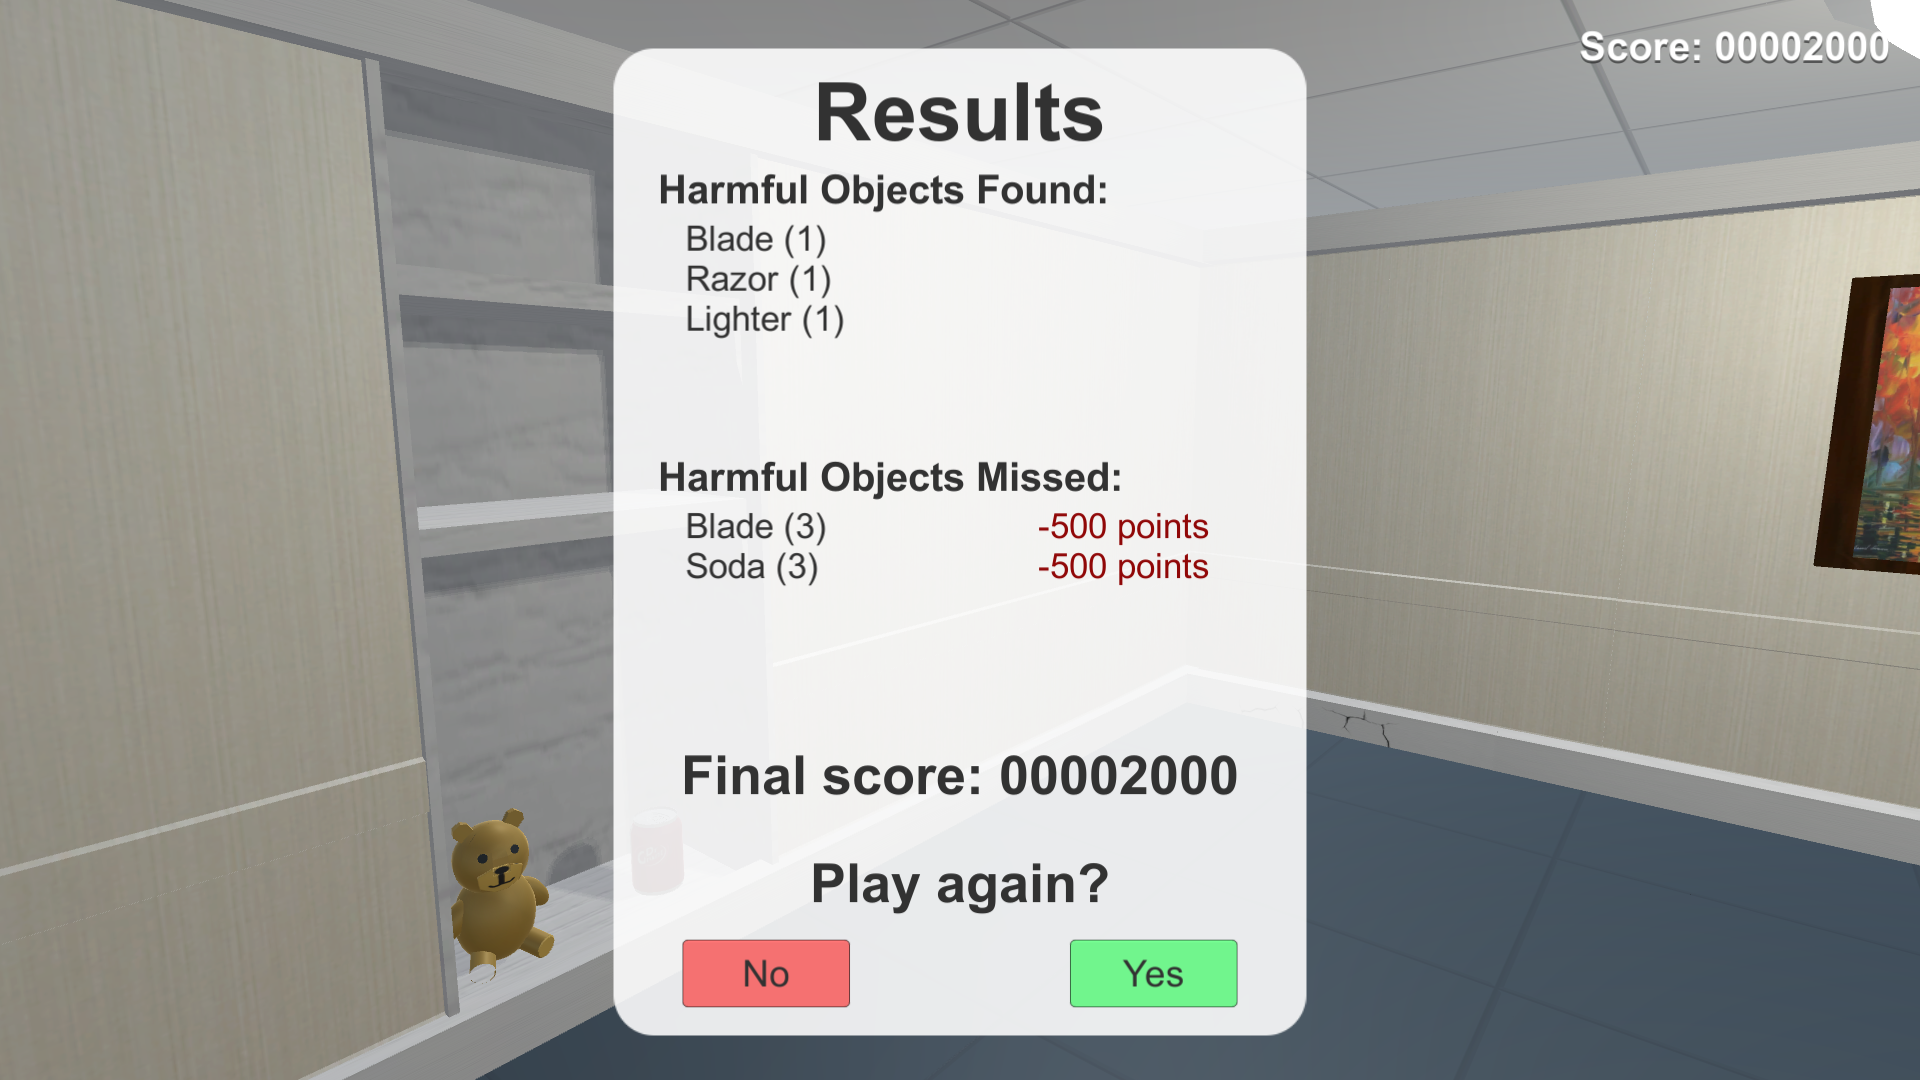 Score: 00002000
Results
Harmful Objects Found:
Blade (1)
Razor (1)
Lighter (1)
Harmful Objects Missed:
Blade (3) -500 points
Soda (3) -500 points
Final score: 00002000
Play again?
No Yes